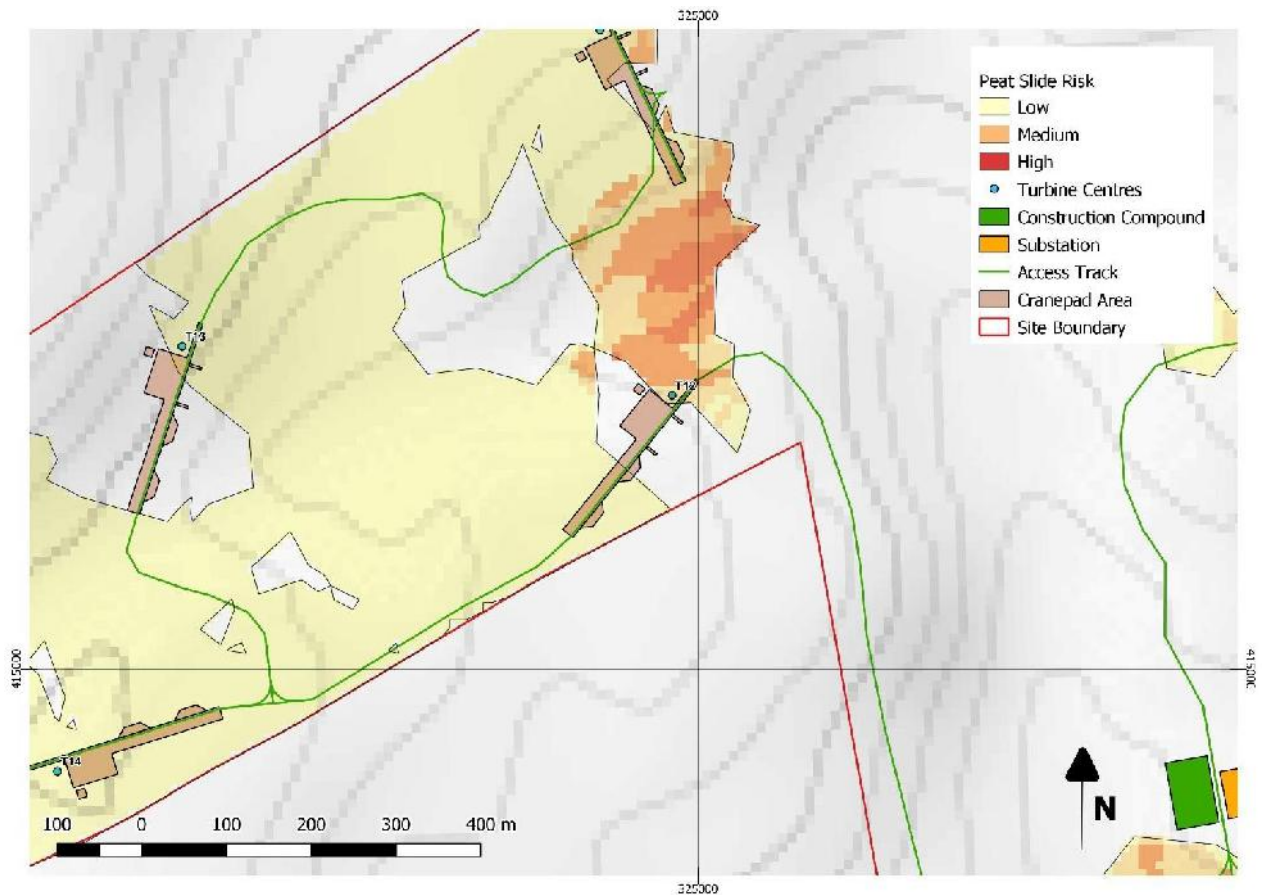 325000
Peat Slide Risk
Low
Medium
High
Turbine Centres
Construction Compound
Substation
Access Track
Cranepad Area
Site Boundary
T13
T12
415000
415000
T14
100 0 100 200 300 400 m
N
325000